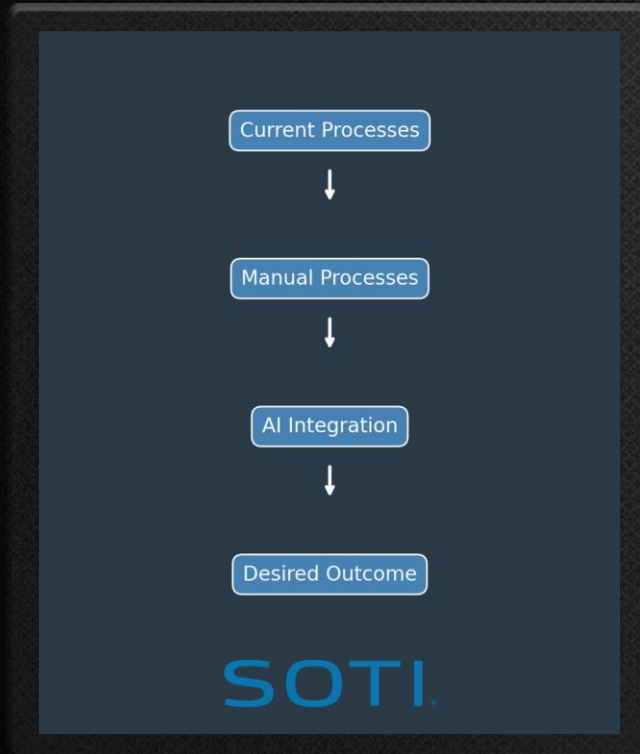 Current Processes
Manual Processes
AI Integration
Desired Outcome
SOTI